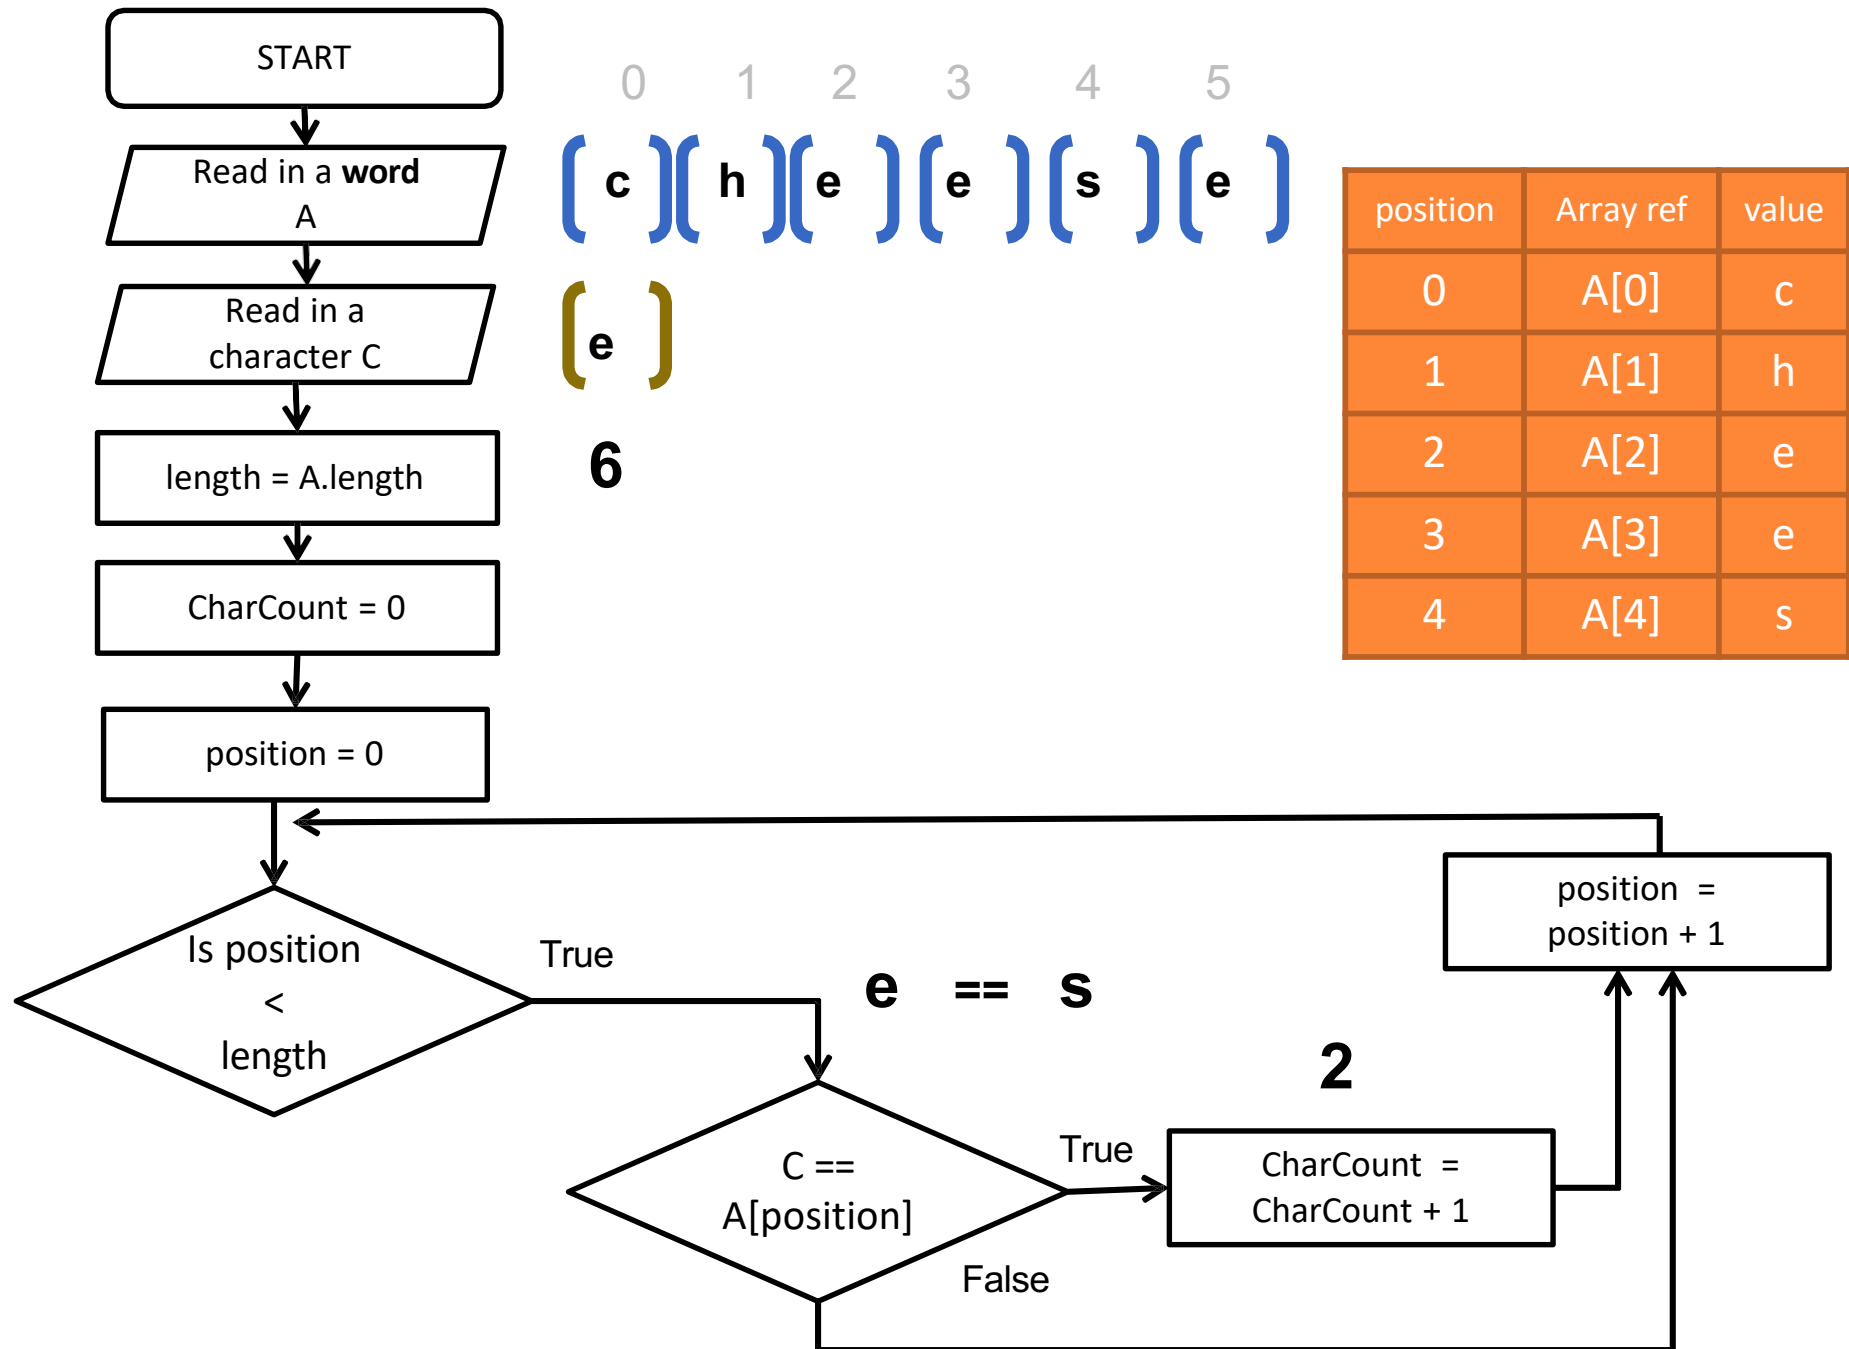 START
0 1 2 3 4 5
Read in a word
A
c h e e s e
Read in a
character C
e
length = A.length
6
CharCount = 0
position = 0
position Array ref value
0 A[0] c
1 A[1] h
2 A[2] e
3 A[3] e
4 A[4] s
Is position
<
length
True
e == s
C ==
A[position]
True
False
2
CharCount =
CharCount + 1
position =
position + 1